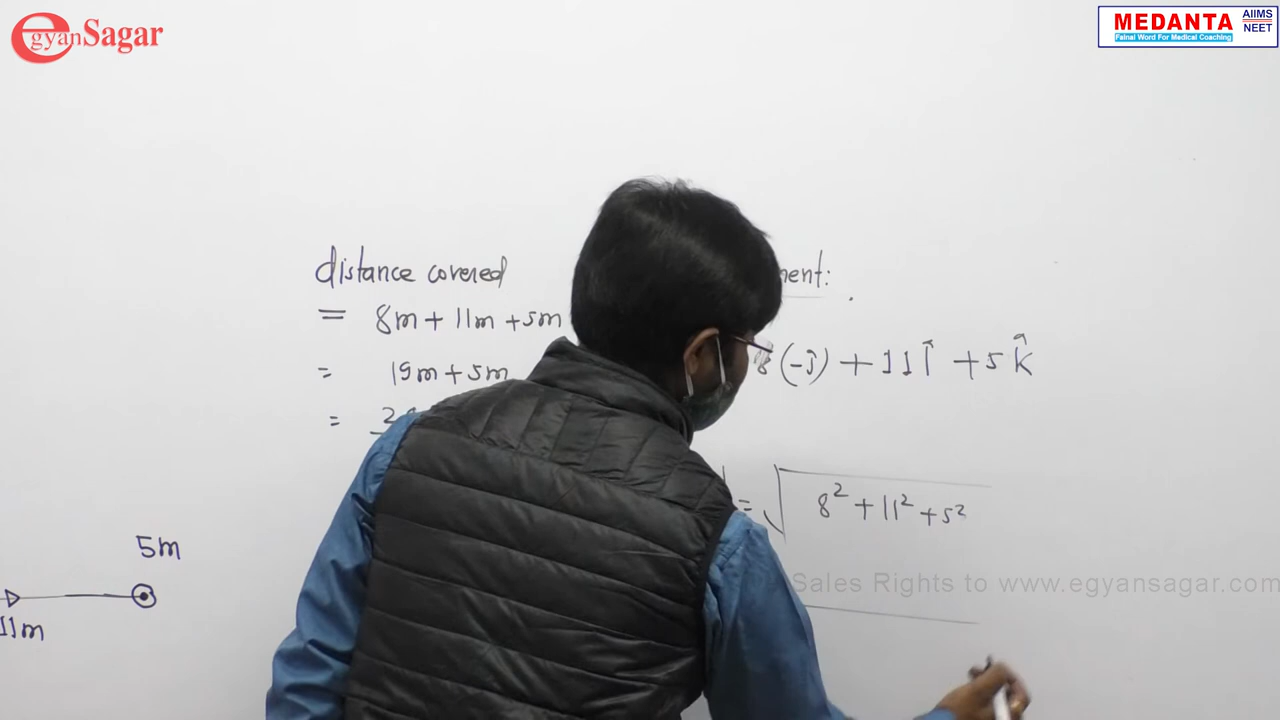 egyanSagar
MEDANTA AIIMS NEET
Fainal Word For Medical Coaching
distance covered
= 8m + 11m + 5m
= 19m + 5m
=
8(-ĵ) + 11î + 5k̂
= √ 8² + 11² + 5²
5m
11m
Sales Rights to www.egyansagar.com